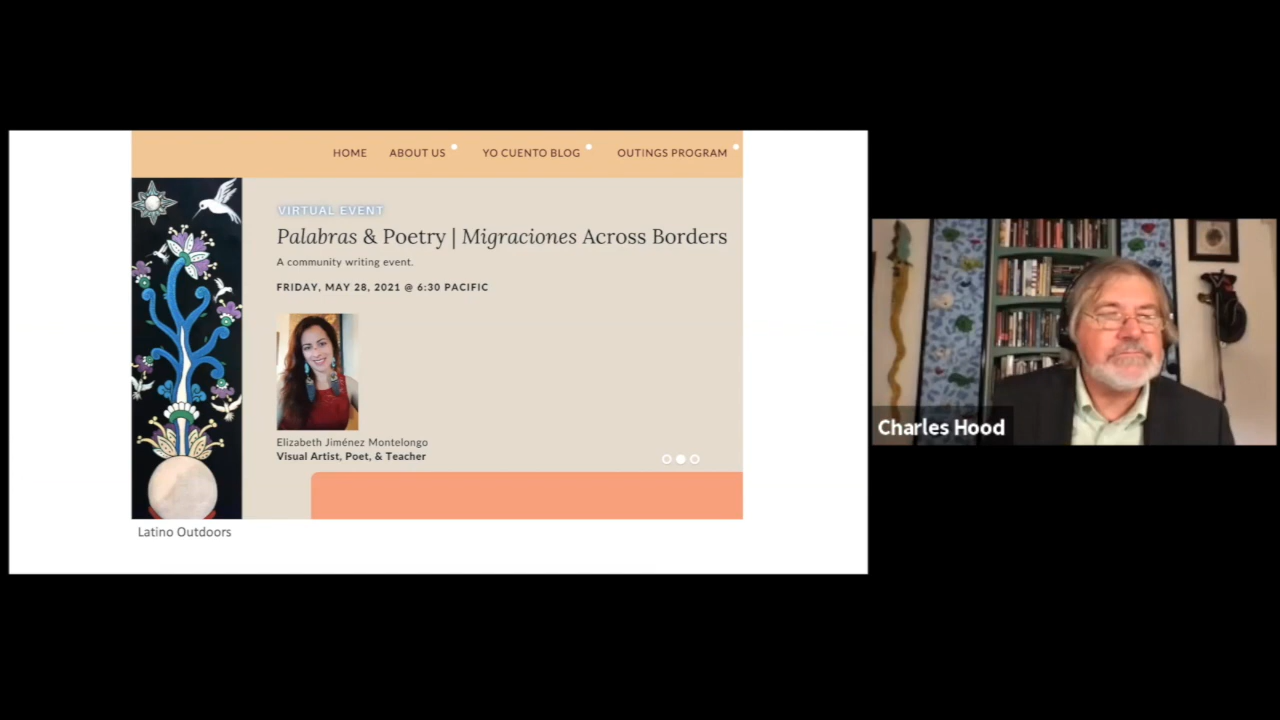 HOME ABOUT US YO CUENTO BLOG OUTINGS PROGRAM
VIRTUAL EVENT
Palabras & Poetry | Migraciones Across Borders
A community writing event.
FRIDAY, MAY 28, 2021 @ 6:30 PACIFIC
Elizabeth Jiménez Montelongo
Visual Artist, Poet, & Teacher
Latino Outdoors
Charles Hood